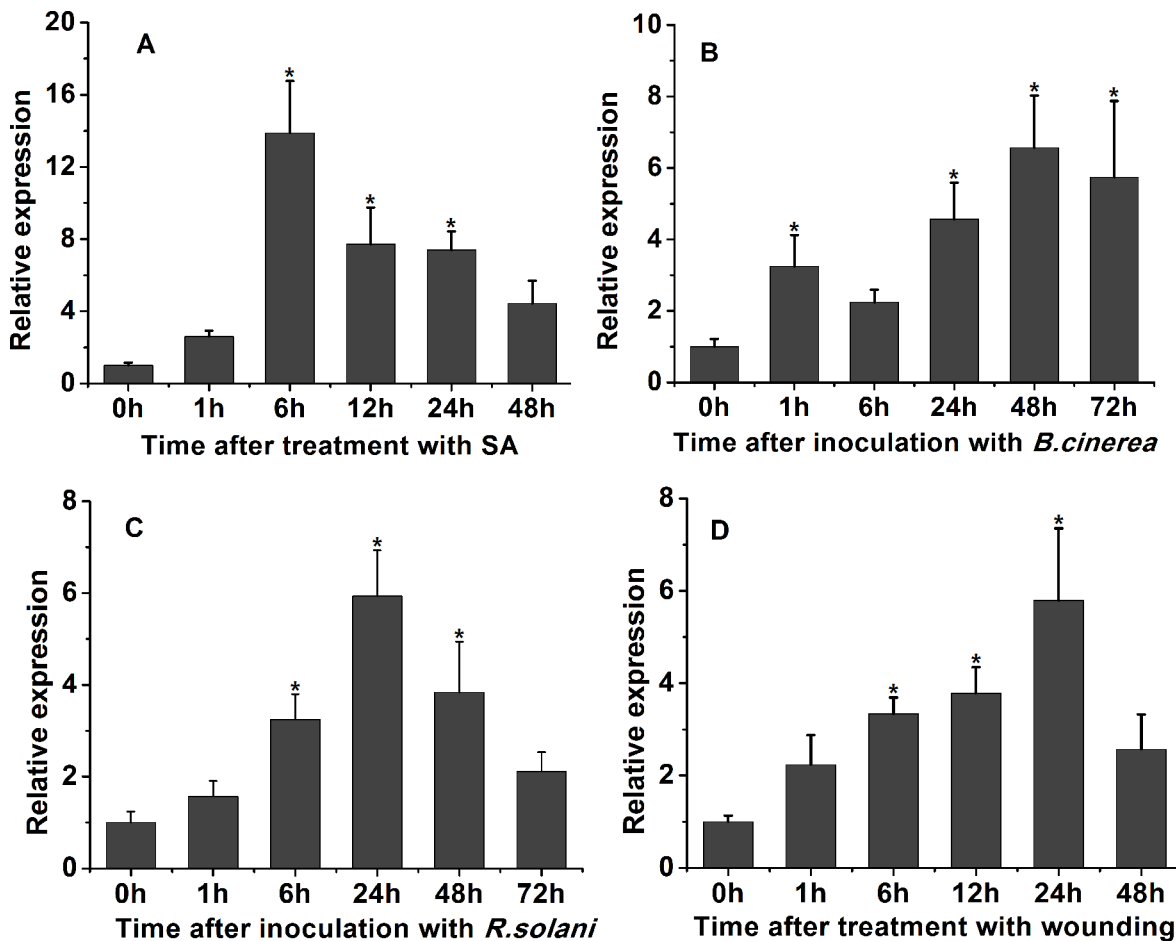 A
Relative expression
20
16
12
8
4
0
*
*
*
0h 1h 6h 12h 24h 48h
Time after treatment with SA
B
Relative expression
10
8
6
4
2
0
*
*
*
*
0h 1h 6h 24h 48h 72h
Time after inoculation with B.cinerea
C
Relative expression
8
6
4
2
0
*
*
*
0h 1h 6h 24h 48h 72h
Time after inoculation with R.solani
D
Relative expression
8
6
4
2
0
*
*
*
0h 1h 6h 12h 24h 48h
Time after treatment with wounding